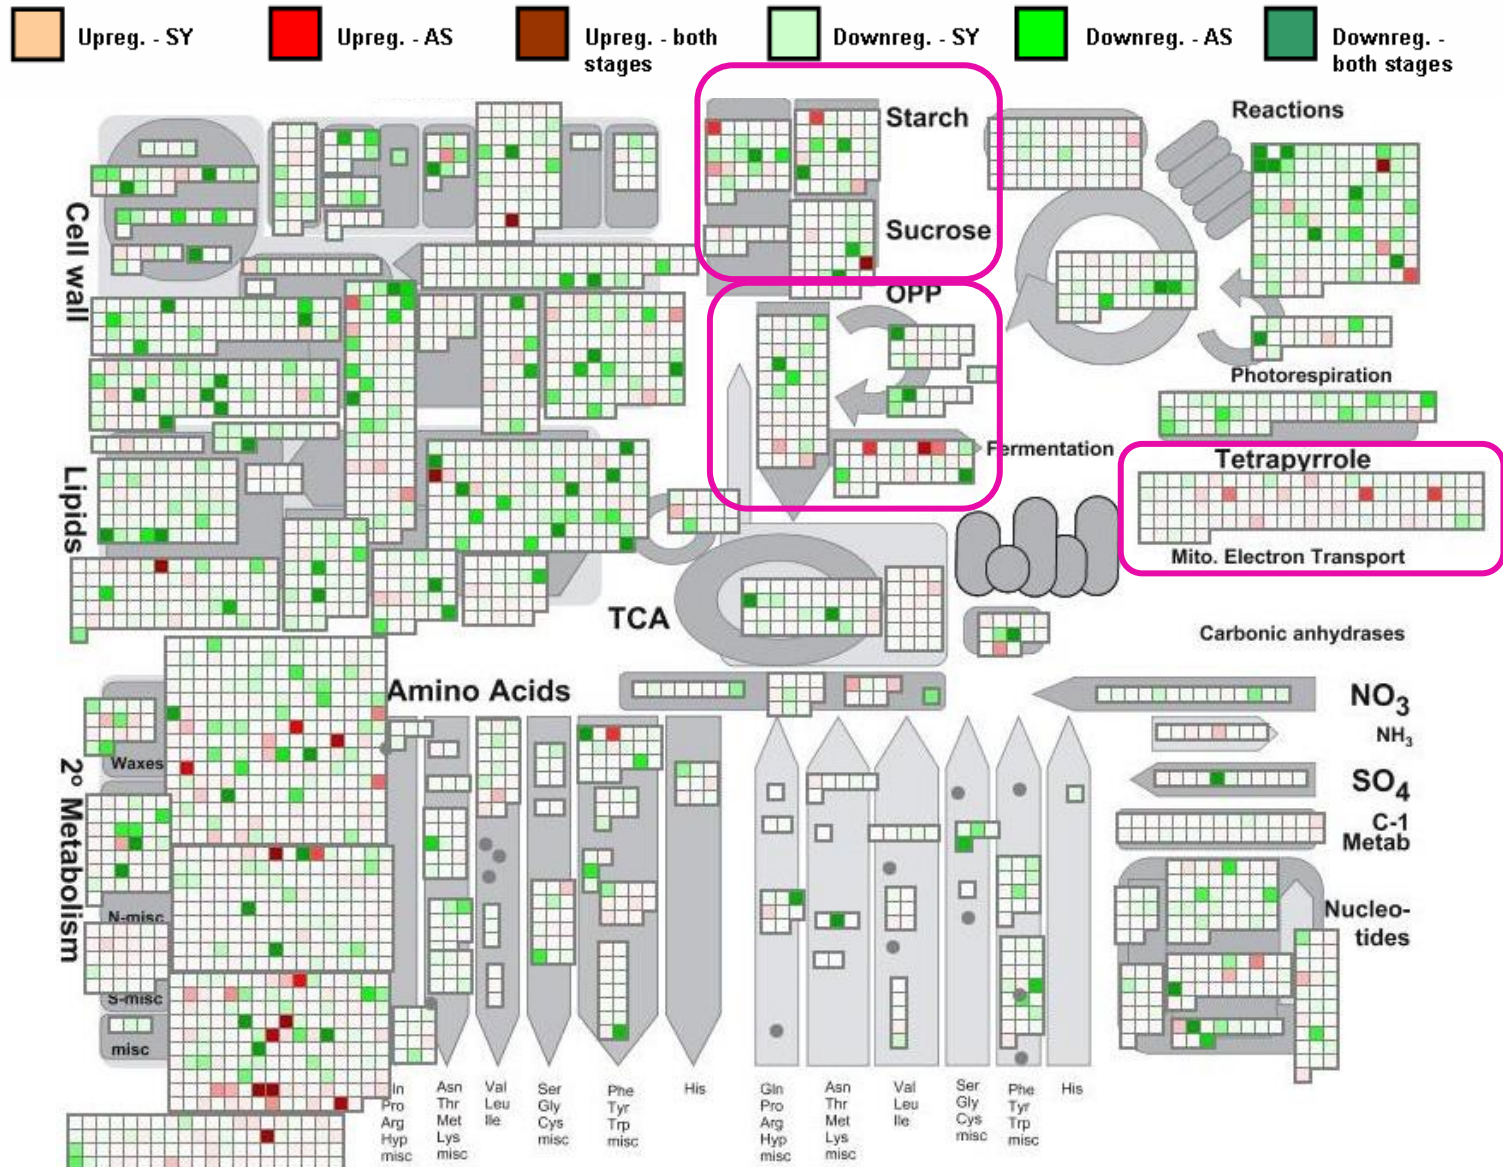 Upreg. - SY
Upreg. - AS
Upreg. - both
stages
Downreg. - SY
Downreg. - AS
Downreg. -
both stages
Starch
Reactions
Cell wall
Sucrose
OPP
Photorespiration
Fermentation
Tetrapyrrole
Lipids
Mito. Electron Transport
TCA
Carbonic anhydrases
Amino Acids
NO3
NH3
Waxes
2º Metabolism
SO4
C-1
Metab
N-misc
Nucleo-
tides
S-misc
misc
ln
Pro
Arg
Hyp
misc
Asn
Thr
Met
Lys
misc
Val
Leu
Ile
Ser
Gly
Cys
misc
Phe
Tyr
Trp
misc
His
Gln
Pro
Arg
Hyp
misc
Asn
Thr
Met
Lys
misc
Val
Leu
Ile
Ser
Gly
Cys
misc
Phe
Tyr
Trp
misc
His